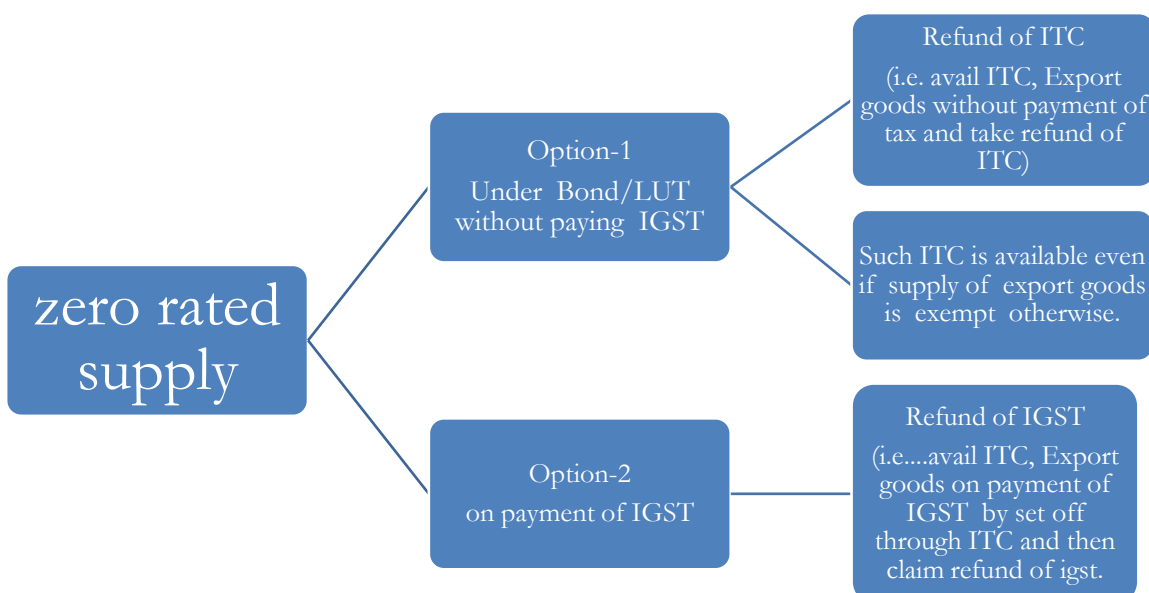 zero rated
supply
Option-1
Under Bond/LUT
without paying IGST
Refund of ITC
(i.e. avail ITC, Export
goods without payment of
tax and take refund of
ITC)
Such ITC is available even
if supply of export goods
is exempt otherwise.
Option-2
on payment of IGST
Refund of IGST
(i.e....avail ITC, Export
goods on payment of
IGST by set off
through ITC and then
claim refund of igst.